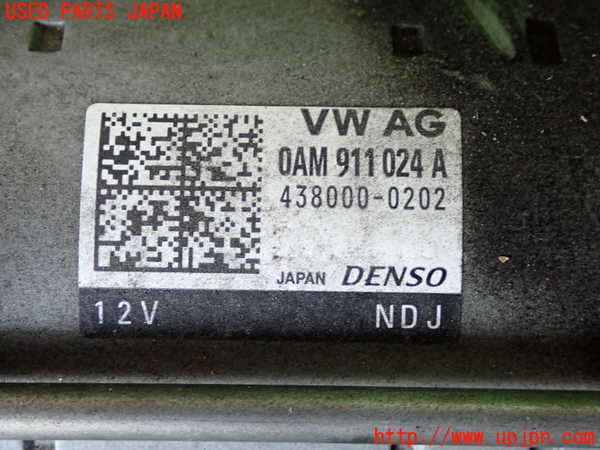 USED PARTS JAPAN
VW AG
0AM 911 024 A
438000-0202
JAPAN DENSO
12V NDJ
http://www.upjpn.com